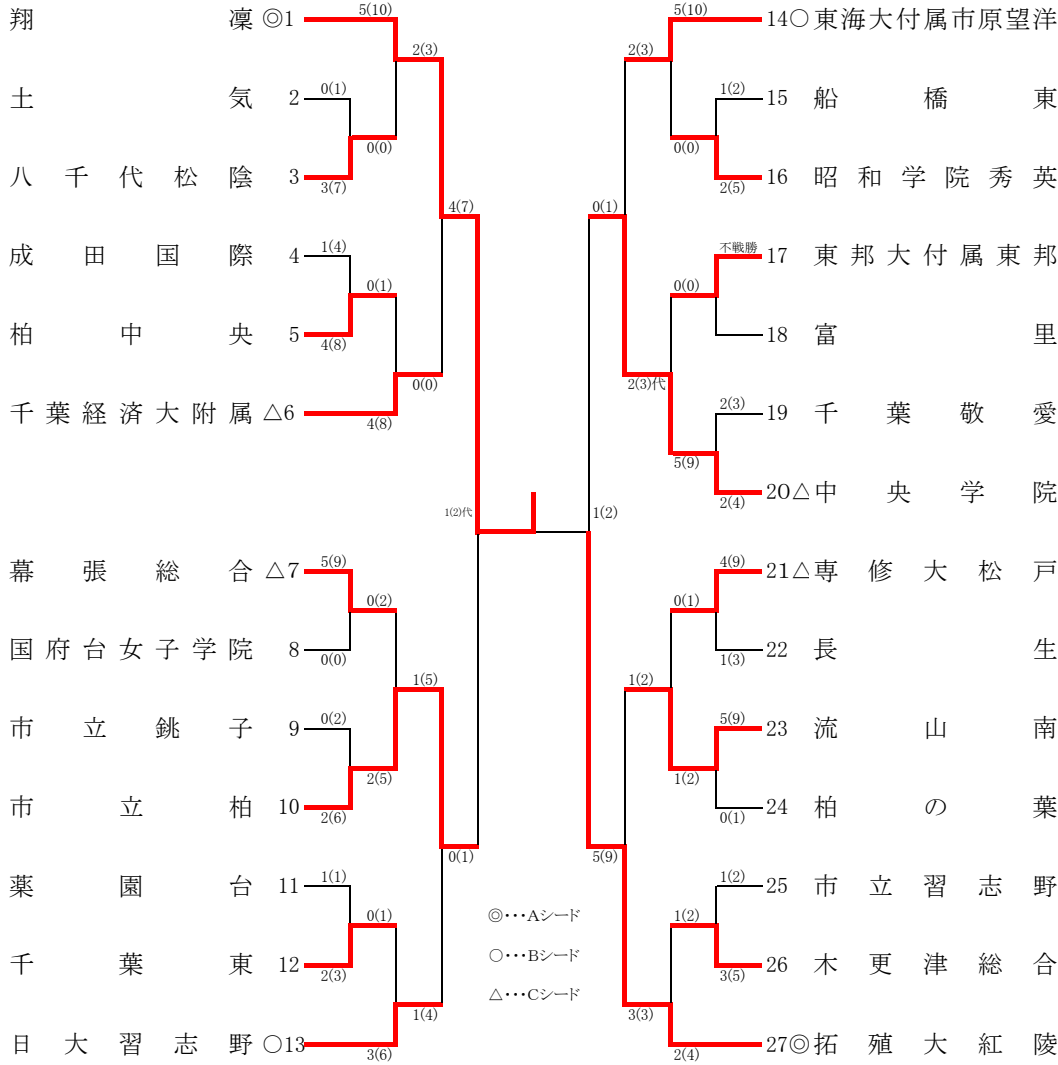 翔凜 ◎1 5(10) 5(10) 14○ 東海大付属市原望洋
2(3) 2(3)
土気 2 0(1) 1(2) 15 船橋東
0(0) 0(0)
八千代松陰 3 3(7) 2(5) 16 昭和学院秀英
4(7) 0(1)
成田国際 4 1(4) 不戦勝 17 東邦大付属東邦
0(1) 0(0)
柏中央 5 4(8) 18 富里
0(0) 2(3)代
千葉経済大附属 △6 4(8) 2(3) 19 千葉敬愛
5(9)
2(4) 20△ 中央学院
1(2)代 1(2)
幕張総合 △7 5(9) 4(9) 21△ 専修大松戸
0(2) 0(1)
国府台女子学院 8 0(0) 1(3) 22 長生
1(5) 1(2)
市立銚子 9 0(2) 5(9) 23 流山南
2(5) 1(2)
市立柏 10 2(6) 0(1) 24 柏の葉
0(1) 5(9)
薬園台 11 1(1) 1(2) 25 市立習志野
0(1) ◎・・・Aシード 1(2)
千葉東 12 2(3) ○・・・Bシード 3(5) 26 木更津総合
△・・・Cシード
1(4) 3(3)
日大習志野 ○13 3(6) 2(4) 27◎ 拓殖大紅陵